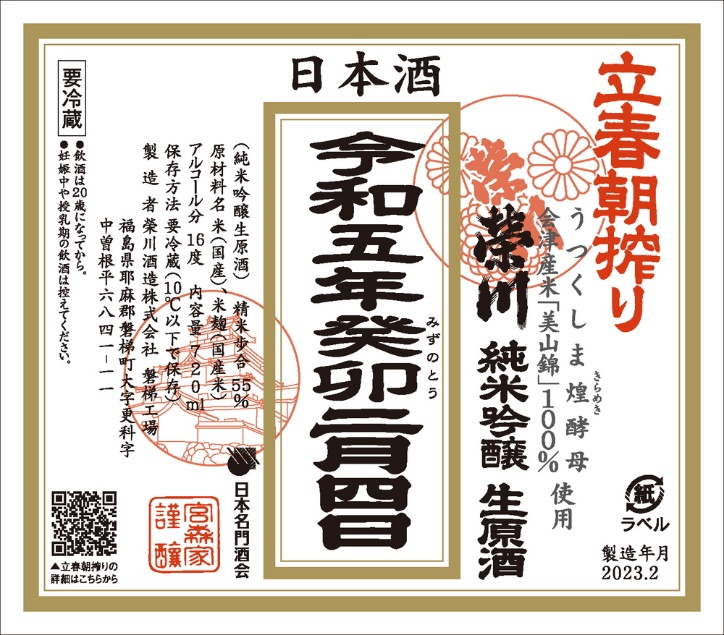 立春朝搾り
うつくしま煌酵母使用
きらめき
会津産米「美山錦」100%
榮川
純米吟醸 生原酒
紙
ラベル
製造年月
2023.2
日本酒
令和五年癸卯二月四日
みずのとう
日本名門酒会
(純米吟醸生原酒) 精米歩合 55%
原材料名 米(国産)、米麹(国産米)
アルコール分 16度 内容量720ml
保存方法 要冷蔵(10℃以下で保存)
製造者 榮川酒造株式会社 磐梯工場
福島県耶麻郡磐梯町大字更科字
中曽根平六八四一-一一
宮森家
謹醸
要冷蔵
●飲酒は20歳になってから。
●妊娠中や授乳期の飲酒は控えてください。
▲立春朝搾りの
詳細はこちらから